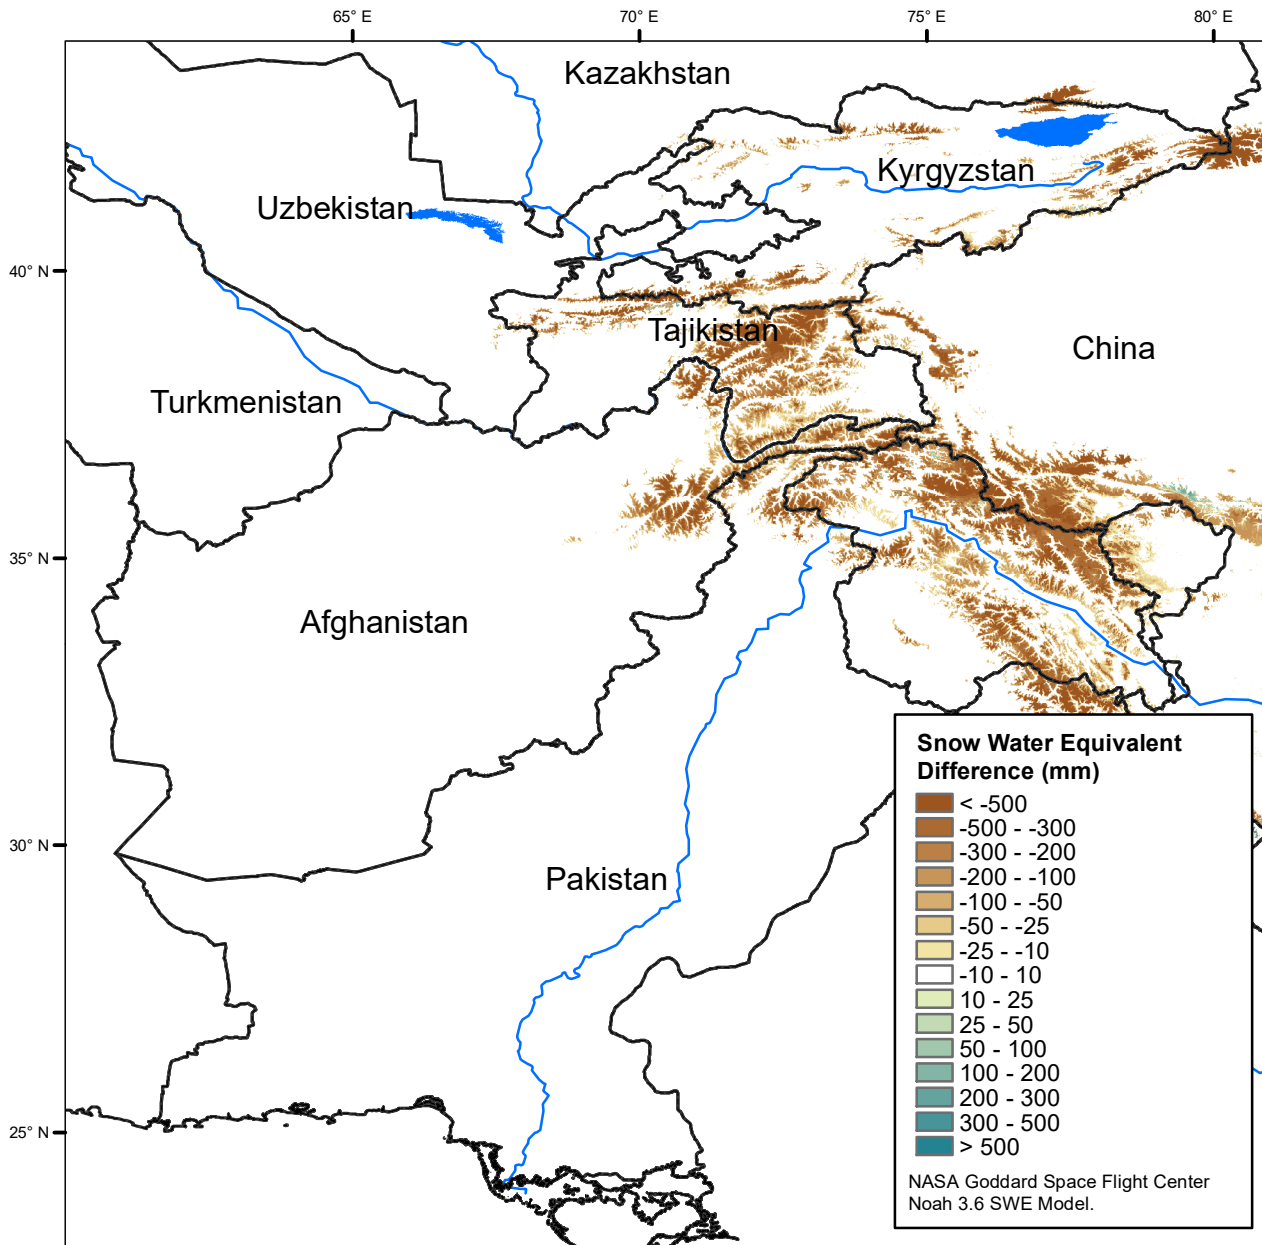 65° E
70° E
75° E
80° E
Kazakhstan
Kyrgyzstan
Uzbekistan
40° N
Tajikistan
China
Turkmenistan
35° N
Afghanistan
Snow Water Equivalent
Difference (mm)
< -500
-500 - -300
-300 - -200
-200 - -100
-100 - -50
-50 - -25
-25 - -10
-10 - 10
10 - 25
25 - 50
50 - 100
100 - 200
200 - 300
300 - 500
> 500
NASA Goddard Space Flight Center
Noah 3.6 SWE Model.
30° N
Pakistan
25° N